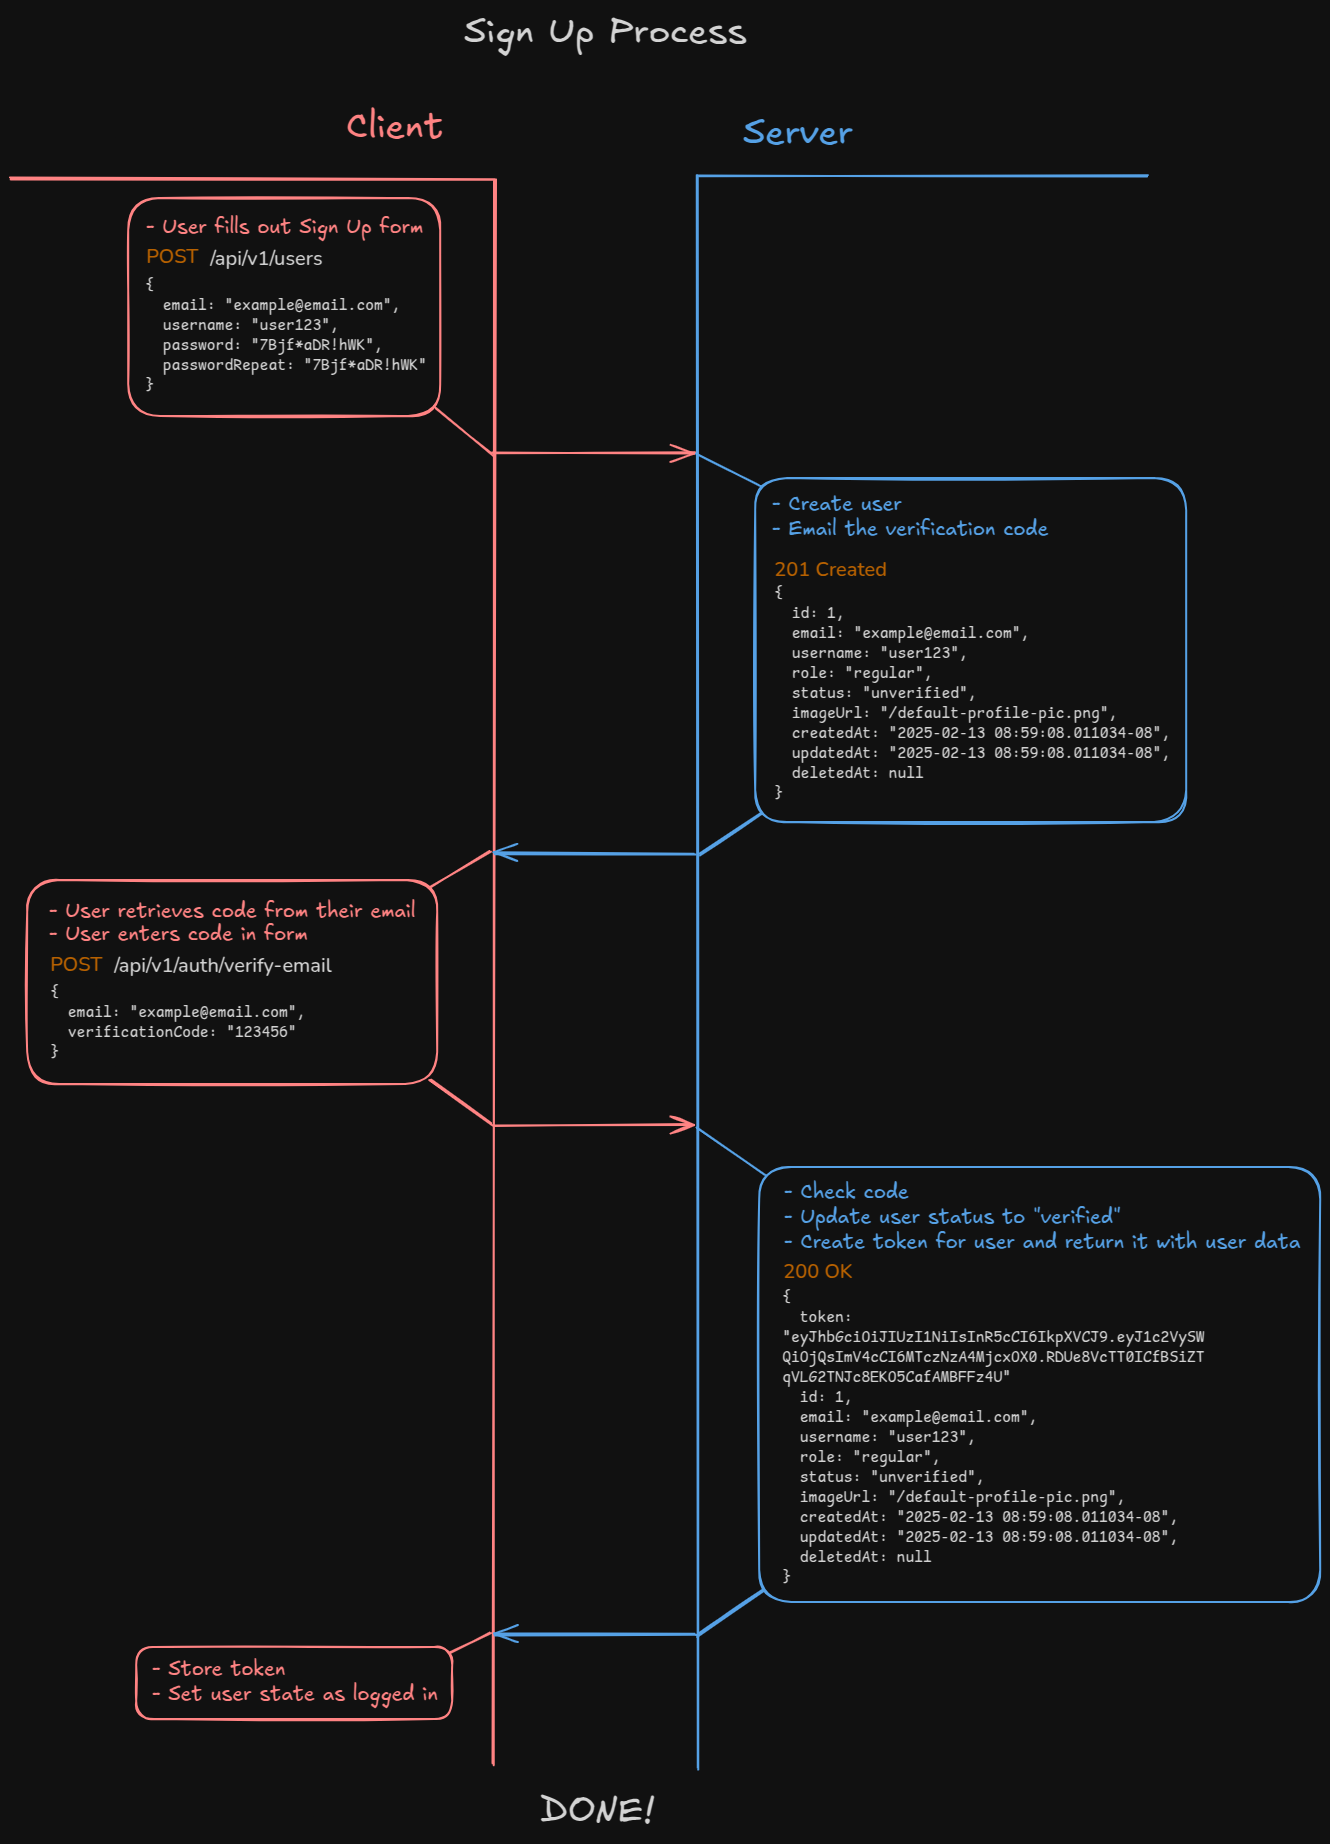 Sign Up Process
Client
Server
- User fills out Sign Up form
POST /api/v1/users
{
  email: "example@email.com",
  username: "user123",
  password: "7Bjf*aDR!hWK",
  passwordRepeat: "7Bjf*aDR!hWK"
}
- Create user
- Email the verification code
201 Created
{
  id: 1,
  email: "example@email.com",
  username: "user123",
  role: "regular",
  status: "unverified",
  imageUrl: "/default-profile-pic.png",
  createdAt: "2025-02-13 08:59:08.011034-08",
  updatedAt: "2025-02-13 08:59:08.011034-08",
  deletedAt: null
}
- User retrieves code from their email
- User enters code in form
POST /api/v1/auth/verify-email
{
  email: "example@email.com",
  verificationCode: "123456"
}
- Check code
- Update user status to "verified"
- Create token for user and return it with user data
200 OK
{
  token:
"eyJhbGciOiJIUzI1NiIsInR5cCI6IkpXVCJ9.eyJ1c2VySW
QiOjQsImV4cCI6MTczNzA4MjcxOX0.RDUe8VcTT0ICfBSiZT
qVLG2TNJc8EKO5CafAMBFFz4U"
  id: 1,
  email: "example@email.com",
  username: "user123",
  role: "regular",
  status: "unverified",
  imageUrl: "/default-profile-pic.png",
  createdAt: "2025-02-13 08:59:08.011034-08",
  updatedAt: "2025-02-13 08:59:08.011034-08",
  deletedAt: null
}
- Store token
- Set user state as logged in
DONE!